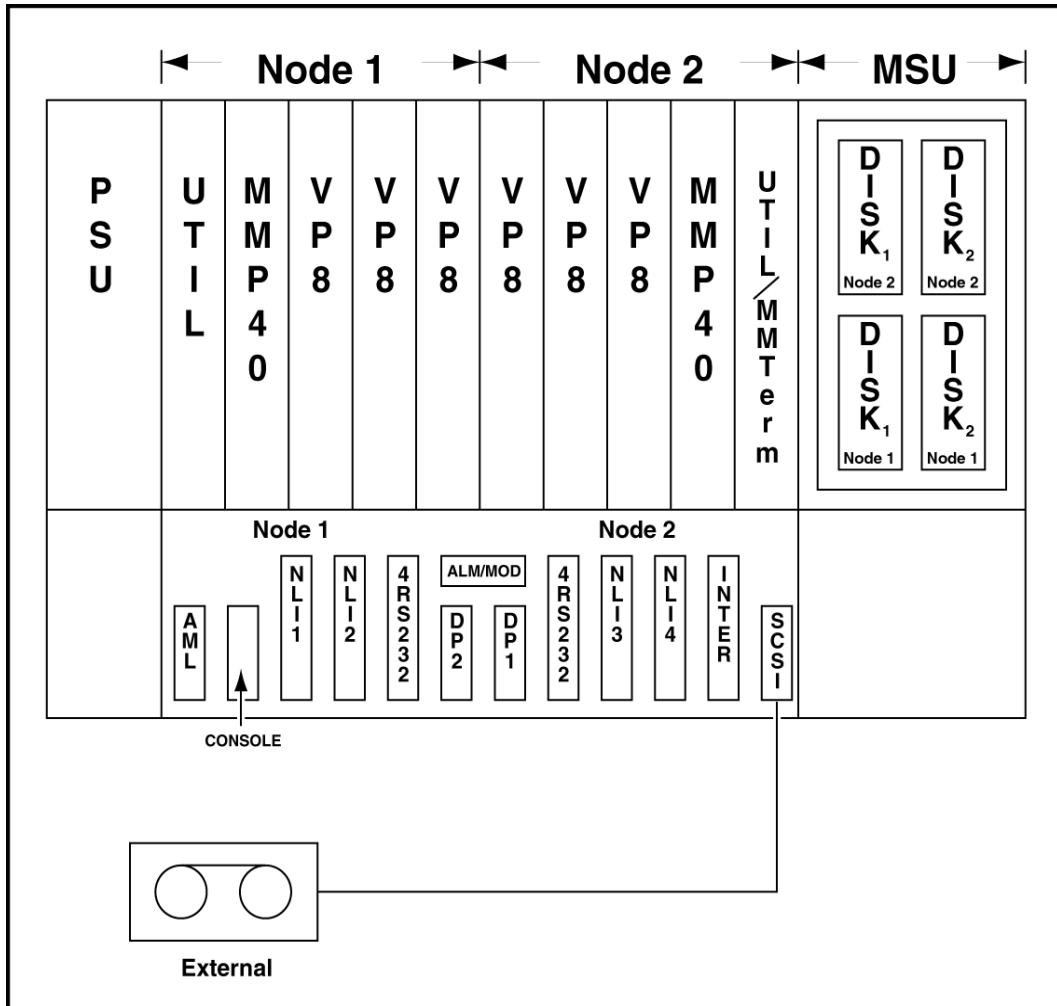 Node 1
Node 2
MSU
PSU
UTIL
MMP40
VP8
VP8
VP8
VP8
VP8
VP8
MMP40
UTIL/MMTerm
DISK1
Node 2
DISK2
Node 2
DISK1
Node 1
DISK2
Node 1
Node 1
Node 2
AML
NLI1
NLI2
4RS232
ALM/MOD
DP2
DP1
4RS232
NLI3
NLI4
INTER
SCSI
CONSOLE
External